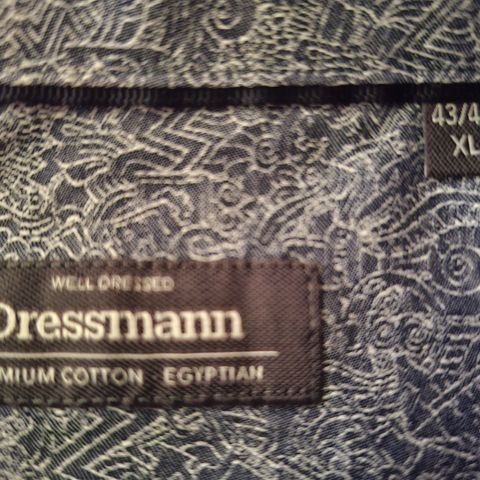 43/4
XL
WELL DRESSED
Dressmann
MIUM COTTON EGYPTIAN